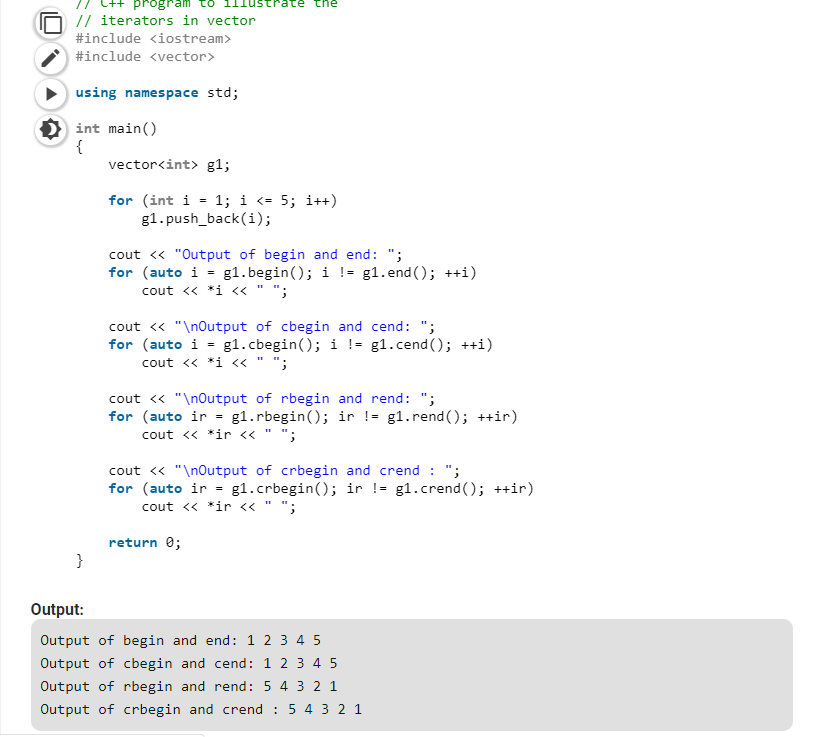 // C++ program to illustrate the
// iterators in vector
#include <iostream>
#include <vector>
using namespace std;
int main()
{
    vector<int> g1;
    for (int i = 1; i <= 5; i++)
        g1.push_back(i);
    cout << "Output of begin and end: ";
    for (auto i = g1.begin(); i != g1.end(); ++i)
        cout << *i << " ";
    cout << "\nOutput of cbegin and cend: ";
    for (auto i = g1.cbegin(); i != g1.cend(); ++i)
        cout << *i << " ";
    cout << "\nOutput of rbegin and rend: ";
    for (auto ir = g1.rbegin(); ir != g1.rend(); ++ir)
        cout << *ir << " ";
    cout << "\nOutput of crbegin and crend : ";
    for (auto ir = g1.crbegin(); ir != g1.crend(); ++ir)
        cout << *ir << " ";
    return 0;
}
Output:
Output of begin and end: 1 2 3 4 5
Output of cbegin and cend: 1 2 3 4 5
Output of rbegin and rend: 5 4 3 2 1
Output of crbegin and crend : 5 4 3 2 1